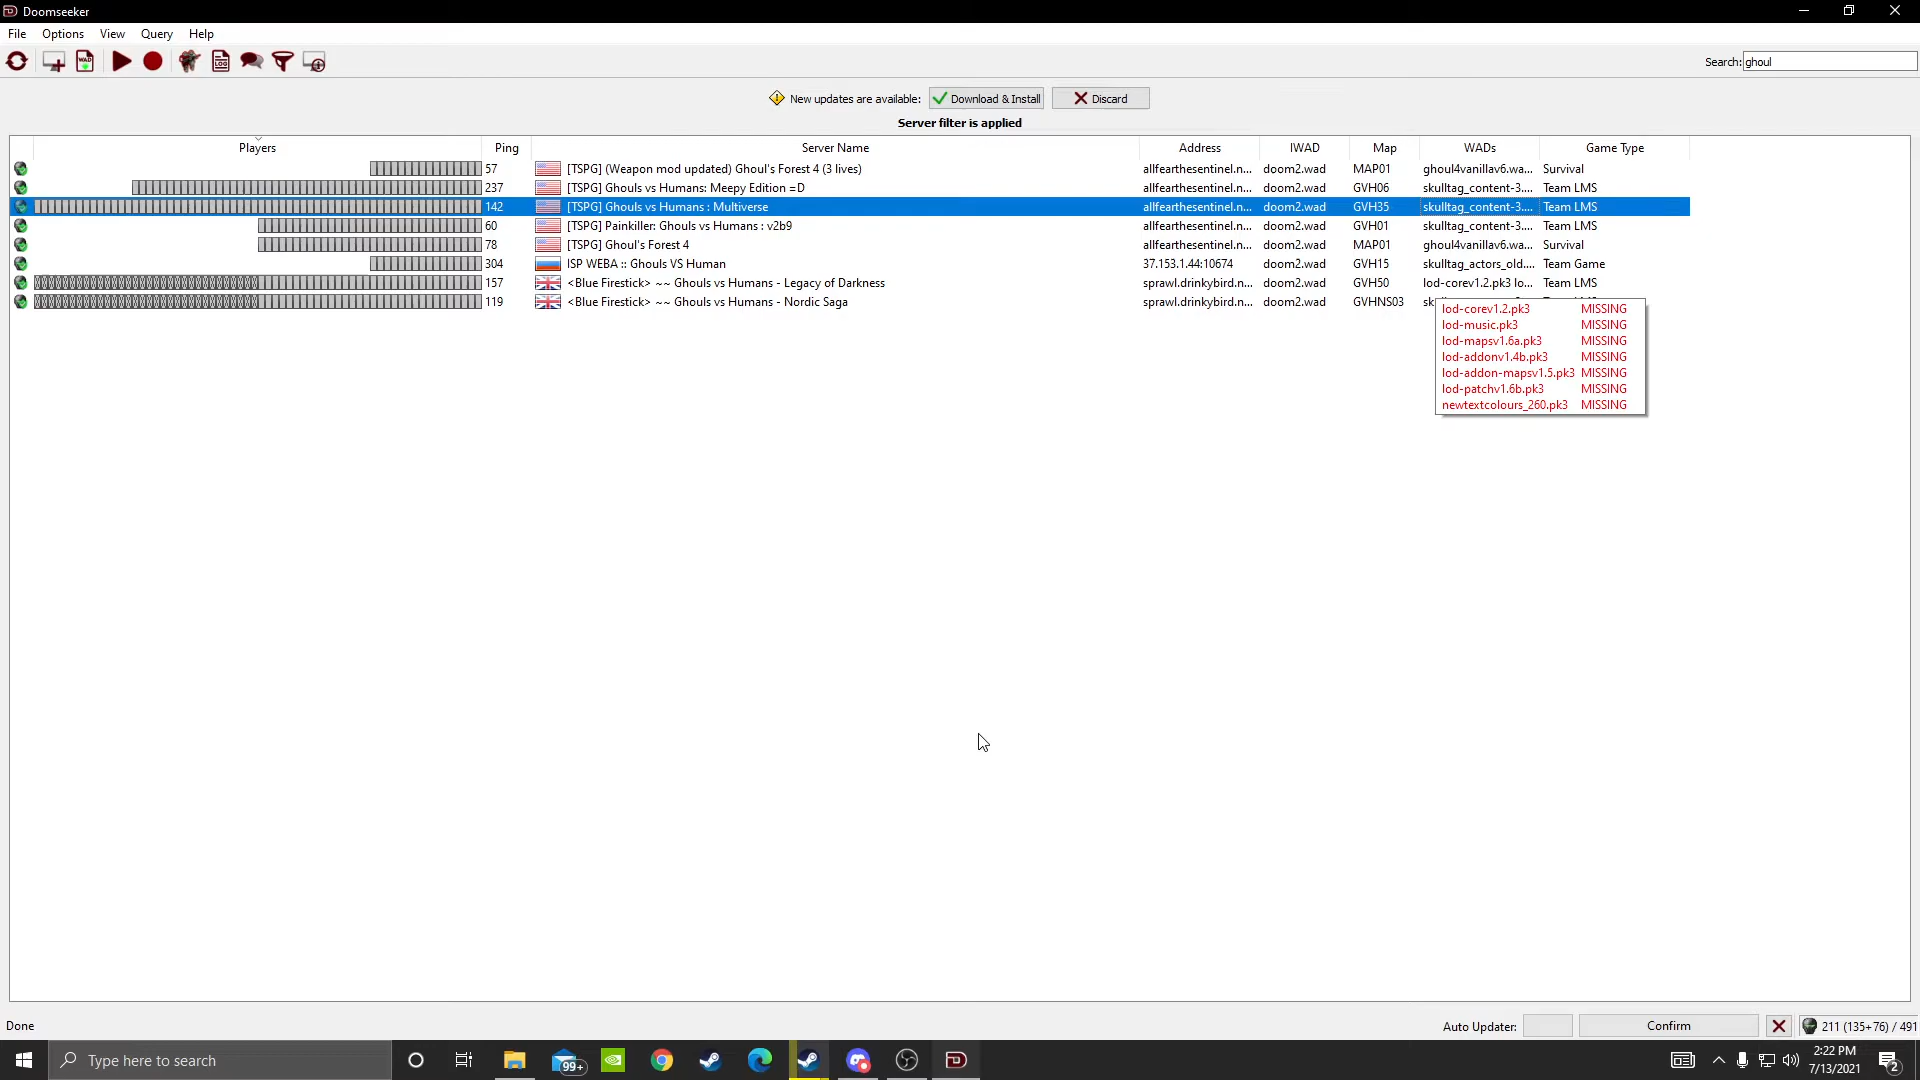 Doomseeker
File Options View Query Help
WAD LOG Search: ghoul
New updates are available: Download & Install Discard
Server filter is applied
Players Ping Server Name Address IWAD Map WADs Game Type
57 [TSPG] (Weapon mod updated) Ghoul's Forest 4 (3 lives) allfearthesentinel.n... doom2.wad MAP01 ghoul4vanillav6.wa... Survival
237 [TSPG] Ghouls vs Humans: Meepy Edition =D allfearthesentinel.n... doom2.wad GVH06 skulltag_content-3.... Team LMS
142 [TSPG] Ghouls vs Humans : Multiverse allfearthesentinel.n... doom2.wad GVH35 skulltag_content-3.... Team LMS
60 [TSPG] Painkiller: Ghouls vs Humans : v2b9 allfearthesentinel.n... doom2.wad GVH01 skulltag_content-3.... Team LMS
78 [TSPG] Ghoul's Forest 4 allfearthesentinel.n... doom2.wad MAP01 ghoul4vanillav6.wa... Survival
304 ISP WEBA :: Ghouls VS Human 37.153.1.44:10674 doom2.wad GVH15 skulltag_actors_old.... Team Game
157 <Blue Firestick> ~~ Ghouls vs Humans - Legacy of Darkness sprawl.drinkybird.n... doom2.wad GVH50 lod-corev1.2.pk3 lo... Team LMS
119 <Blue Firestick> ~~ Ghouls vs Humans - Nordic Saga sprawl.drinkybird.n... doom2.wad GVHNS03
lod-corev1.2.pk3 MISSING
lod-music.pk3 MISSING
lod-mapsv1.6a.pk3 MISSING
lod-addonv1.4b.pk3 MISSING
lod-addon-mapsv1.5.pk3 MISSING
lod-patchv1.6b.pk3 MISSING
newtextcolours_260.pk3 MISSING
Done Auto Updater: Confirm 211 (135+76) / 491
Type here to search 99+ 2:22 PM
7/13/2021 2